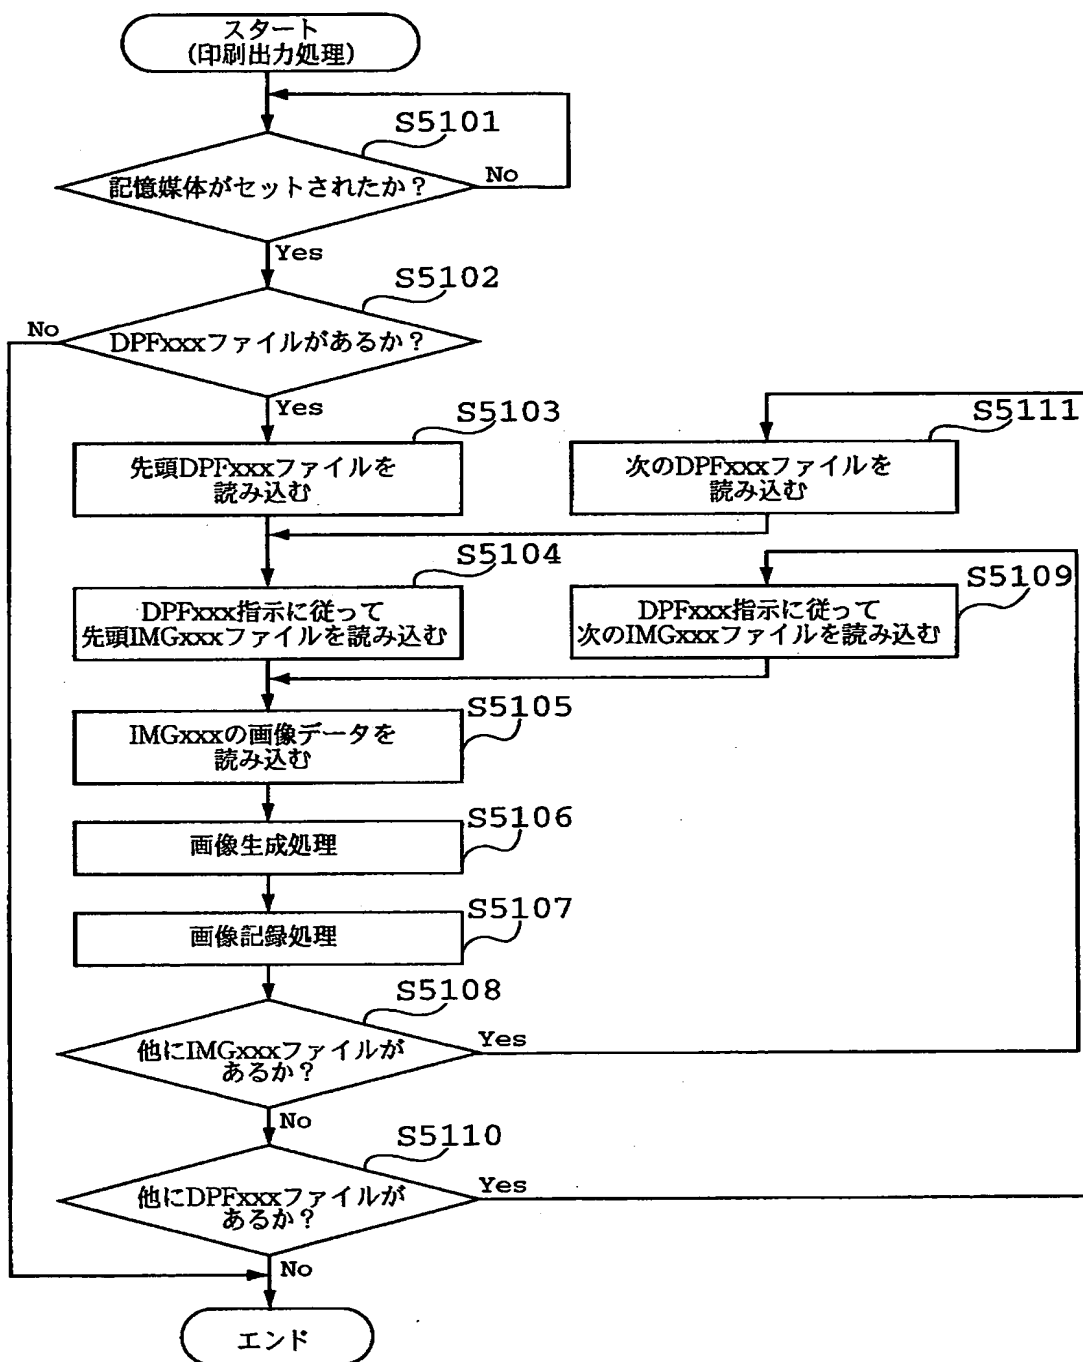 スタート
(印刷出力処理)
S5101
記憶媒体がセットされたか?
No
Yes
S5102
No
DPFxxxファイルがあるか?
Yes
S5103
先頭DPFxxxファイルを
読み込む
S5111
次のDPFxxxファイルを
読み込む
S5104
DPFxxx指示に従って
先頭IMGxxxファイルを読み込む
S5109
DPFxxx指示に従って
次のIMGxxxファイルを読み込む
S5105
IMGxxxの画像データを
読み込む
S5106
画像生成処理
S5107
画像記録処理
S5108
他にIMGxxxファイルが
あるか?
Yes
No
S5110
他にDPFxxxファイルが
あるか?
Yes
No
エンド